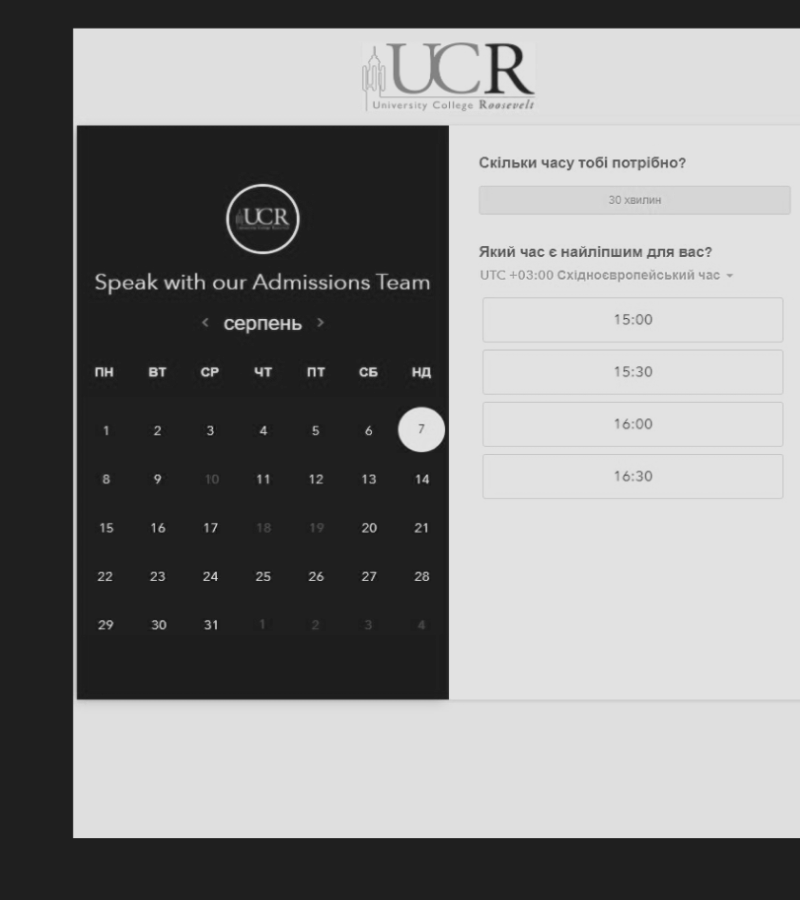 UCR
University College Roosevelt
UCR
Speak with our Admissions Team
< серпень >
ПН ВТ СР ЧТ ПТ СБ НД
1 2 3 4 5 6 7
8 9 10 11 12 13 14
15 16 17 18 19 20 21
22 23 24 25 26 27 28
29 30 31 1 2 3 4
Скільки часу тобі потрібно?
30 хвилин
Який час є найліпшим для вас?
UTC +03:00 Східноєвропейський час
15:00
15:30
16:00
16:30